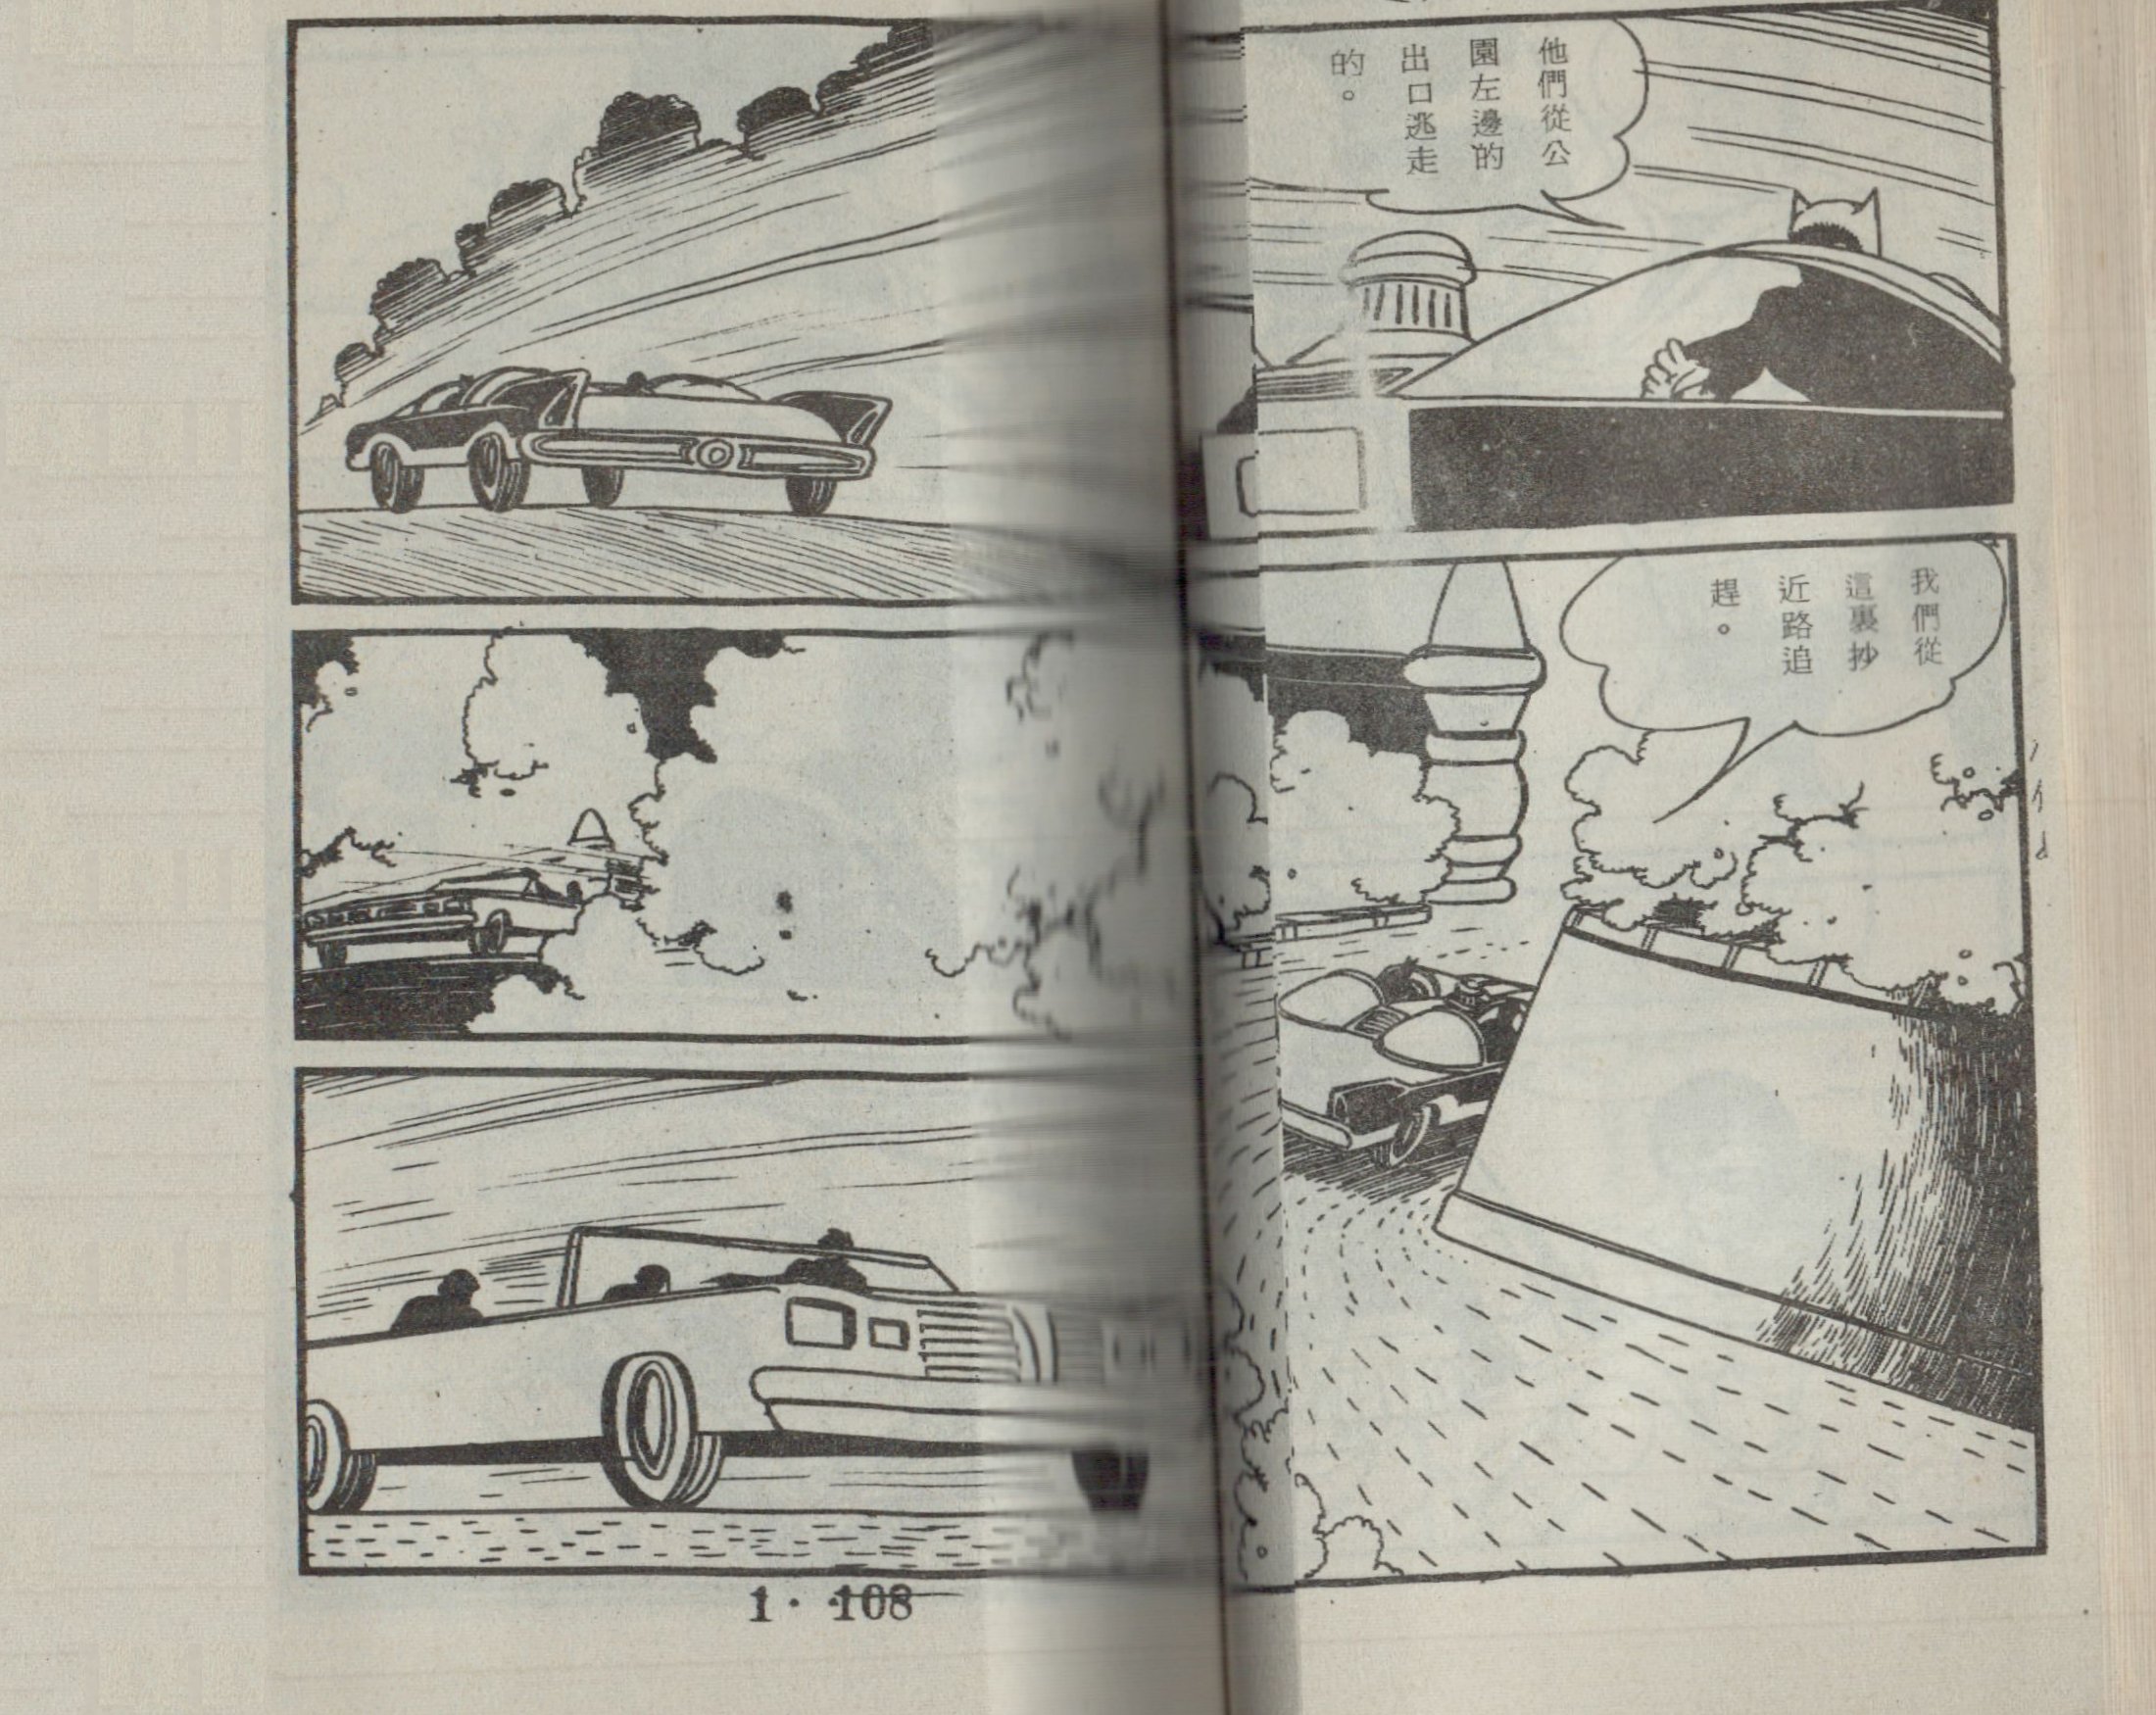 他們從公
園左邊的
出口逃走
的。
我們從
這裏抄
近路追
趕。
1·108